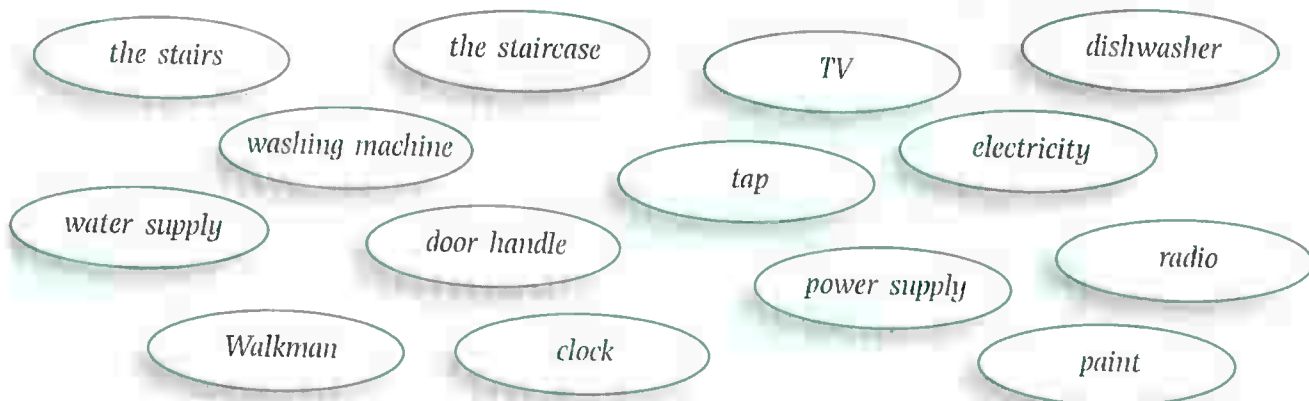 the stairs
the staircase
TV
dishwasher
washing machine
tap
electricity
water supply
door handle
power supply
radio
Walkman
clock
paint